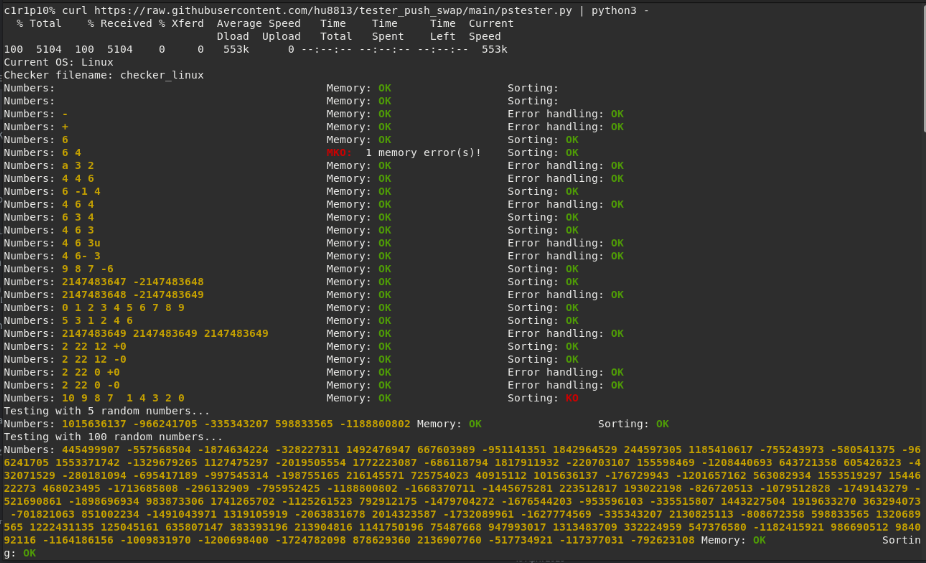 c1r1p10% curl https://raw.githubusercontent.com/hu8813/tester_push_swap/main/pstester.py | python3 -
% Total % Received % Xferd Average Speed Time Time Time Current
Dload Upload Total Spent Left Speed
100 5104 100 5104 0 0 553k 0 --:--:-- --:--:-- --:--:-- 553k
Current OS: Linux
Checker filename: checker_linux
Numbers: Memory: OK Sorting:
Numbers: Memory: OK Sorting:
Numbers: - Memory: OK Error handling: OK
Numbers: + Memory: OK Error handling: OK
Numbers: 6 Memory: OK Sorting: OK
Numbers: 6 4 MKO: 1 memory error(s)! Sorting: OK
Numbers: a 3 2 Memory: OK Error handling: OK
Numbers: 4 4 6 Memory: OK Error handling: OK
Numbers: 6 -1 4 Memory: OK Sorting: OK
Numbers: 4 6 4 Memory: OK Error handling: OK
Numbers: 6 3 4 Memory: OK Sorting: OK
Numbers: 4 6 3 Memory: OK Sorting: OK
Numbers: 4 6 3u Memory: OK Error handling: OK
Numbers: 4 6- 3 Memory: OK Error handling: OK
Numbers: 9 8 7 -6 Memory: OK Sorting: OK
Numbers: 2147483647 -2147483648 Memory: OK Sorting: OK
Numbers: 2147483648 -2147483649 Memory: OK Error handling: OK
Numbers: 0 1 2 3 4 5 6 7 8 9 Memory: OK Sorting: OK
Numbers: 5 3 1 2 4 6 Memory: OK Sorting: OK
Numbers: 2147483649 2147483649 2147483649 Memory: OK Error handling: OK
Numbers: 2 22 12 +0 Memory: OK Sorting: OK
Numbers: 2 22 12 -0 Memory: OK Sorting: OK
Numbers: 2 22 0 +0 Memory: OK Error handling: OK
Numbers: 2 22 0 -0 Memory: OK Error handling: OK
Numbers: 10 9 8 7 1 4 3 2 0 Memory: OK Sorting: KO
Testing with 5 random numbers...
Numbers: 1015636137 -966241705 -335343207 598833565 -1188800802 Memory: OK Sorting: OK
Testing with 100 random numbers...
Numbers: 445499907 -557568504 -1874634224 -328227311 1492476947 667603989 -951141351 1842964529 244597305 1185410617 -755243973 -580541375 -96
6241705 1553371742 -1329679265 1127475297 -2019505554 1772223087 -686118794 1817911932 -220703107 155598469 -1208440693 643721358 605426323 -4
32071529 -280181094 -695417189 -997545314 -198755165 216145571 725754023 40915112 1015636137 -176729943 -1201657162 563082934 1553519297 15446
22273 468023495 -1713685808 -296132909 -795952425 -1188800802 -1668370711 -1445675281 223512817 193022198 -826720513 -1079512828 -1749143279 -
521690861 -1898696934 903873306 1741265702 -1125261523 792912175 -1479704272 -1676544203 -953596103 -335515807 1443227504 1919633270 363294073
-701821063 851002234 -1491043971 1319105919 -2063831678 2014323587 -1732089961 -1627774569 -335343207 2130825113 -808672358 598833565 1320689
565 1222431135 125045161 635807147 383393196 213904816 1141750196 75487668 947993017 1313483709 332224959 547376580 -1182415921 986690512 9840
92116 -1164186156 -1009831970 -1200698400 -1724782098 878629360 2136907760 -517734921 -117377031 -792623108 Memory: OK Sortin
g: OK